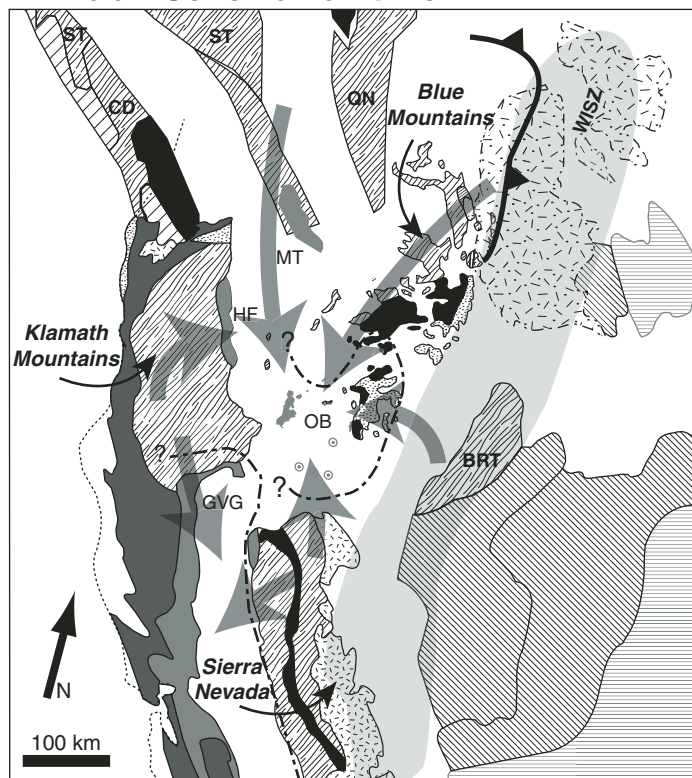 ST
ST
CD
QN
Blue
Mountains
WISZ
MT
HF
Klamath
Mountains
?
OB
?
?
BRT
GVG
Sierra
Nevada
N
100 km